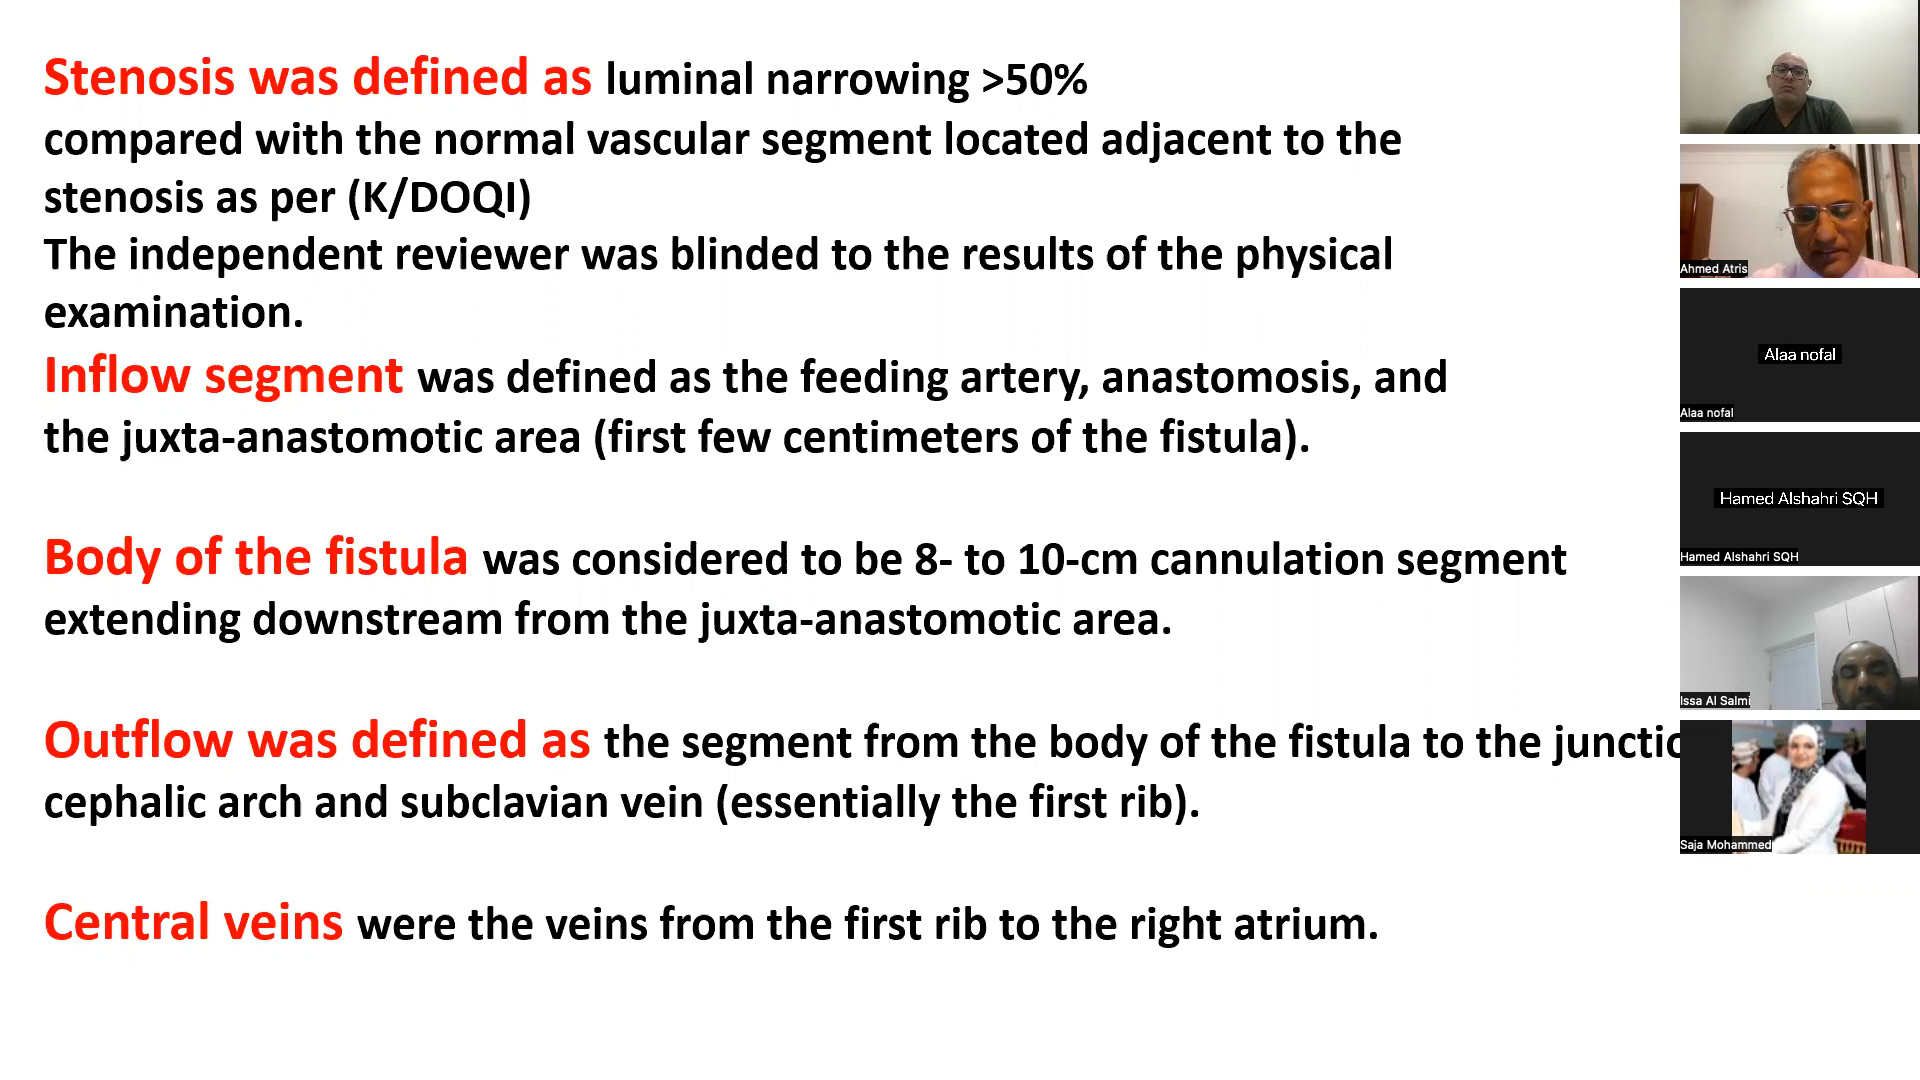 Stenosis was defined as luminal narrowing >50%
compared with the normal vascular segment located adjacent to the
stenosis as per (K/DOQI)
The independent reviewer was blinded to the results of the physical
examination.
Inflow segment was defined as the feeding artery, anastomosis, and
the juxta-anastomotic area (first few centimeters of the fistula).
Body of the fistula was considered to be 8- to 10-cm cannulation segment
extending downstream from the juxta-anastomotic area.
Outflow was defined as the segment from the body of the fistula to the
cephalic arch and subclavian vein (essentially the first rib).
Central veins were the veins from the first rib to the right atrium.
Ahmed Atris
Alaa nofal
Alaa nofal
Hamed Alshahri SQH
Hamed Alshahri SQH
Issa Al Salmi
Saja Mohammed